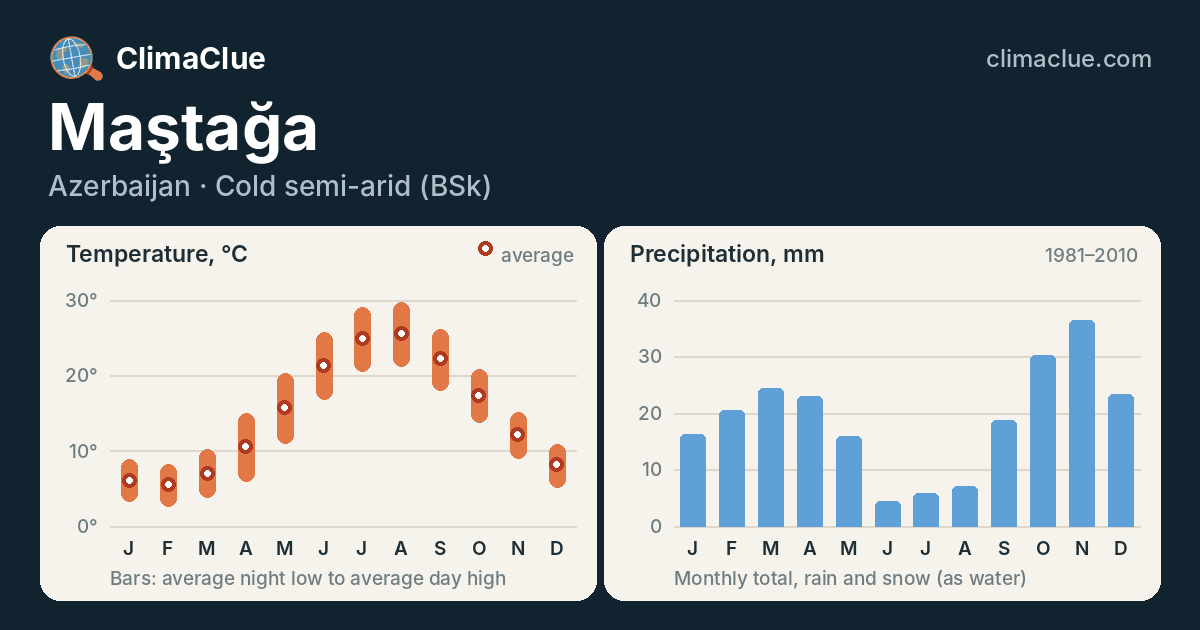 ClimaClue
climaclue.com
Maştağa
Azerbaijan · Cold semi-arid (BSk)
Temperature, °C
average
30°
20°
10°
0°
J F M A M J J A S O N D
Bars: average night low to average day high
Precipitation, mm
1981–2010
40
30
20
10
0
J F M A M J J A S O N D
Monthly total, rain and snow (as water)